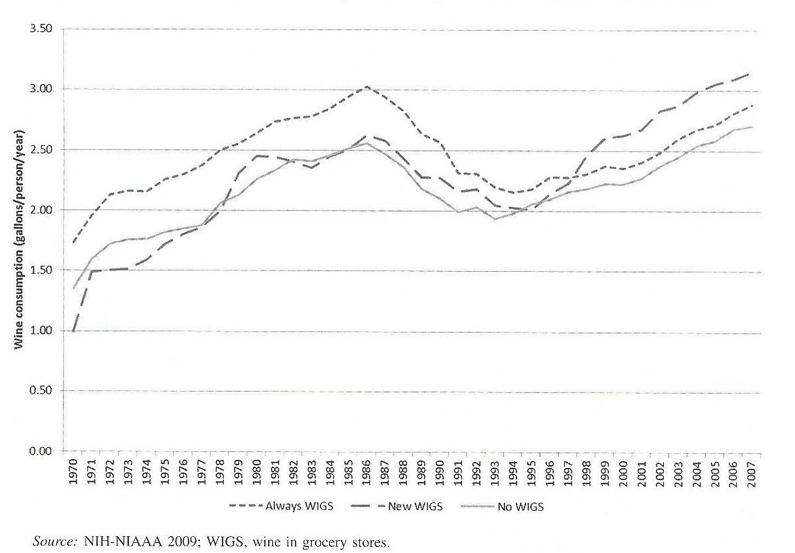 3.50
3.00
2.50
2.00
1.50
1.00
0.50
0.00
Wine consumption (gallons/person/year)
1970 1971 1972 1973 1974 1975 1976 1977 1978 1979 1980 1981 1982 1983 1984 1985 1986 1987 1988 1989 1990 1991 1992 1993 1994 1995 1996 1997 1998 1999 2000 2001 2002 2003 2004 2005 2006 2007
Always WIGS New WIGS No WIGS
Source: NIH-NIAAA 2009; WIGS, wine in grocery stores.